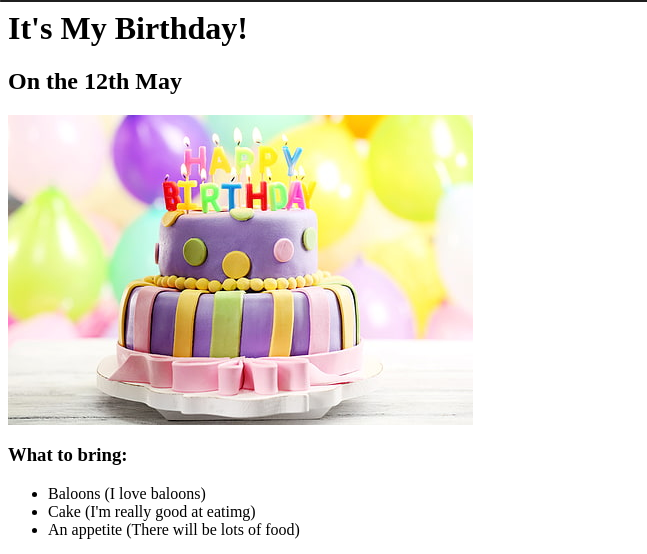 It's My Birthday!
On the 12th May
HAPPY
BIRTHDAY
What to bring:
Baloons (I love baloons)
Cake (I'm really good at eatimg)
An appetite (There will be lots of food)